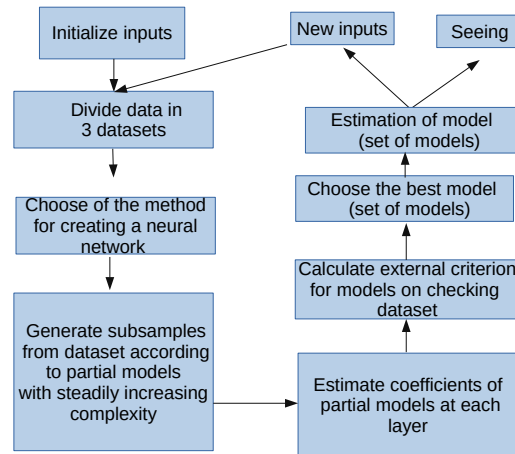 Initialize inputs
New inputs
Seeing
Divide data in
3 datasets
Estimation of model
(set of models)
Choose of the method
for creating a neural
network
Choose the best model
(set of models)
Calculate external criterion
for models on checking
dataset
Generate subsamples
from dataset according
to partial models
with steadily increasing
complexity
Estimate coefficients of
partial models at each
layer